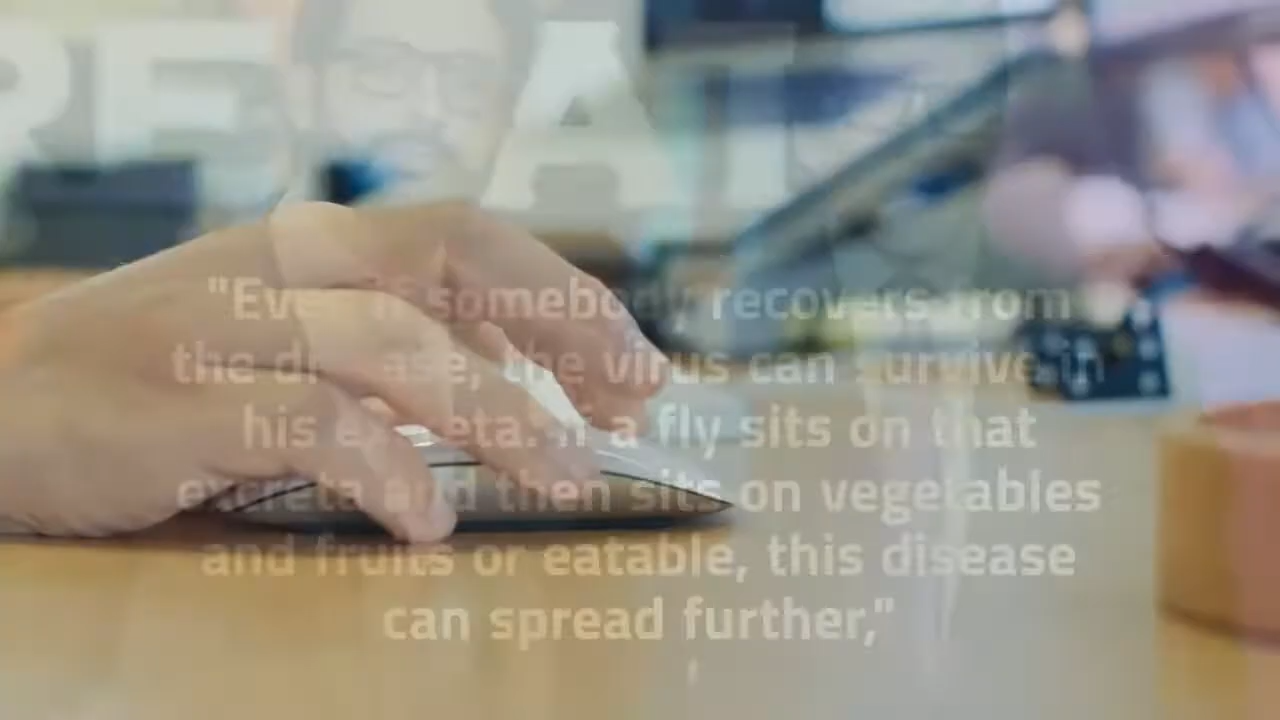 REAT
"Even if somebody recovers from
the disease, the virus can survive in
his excreta. If a fly sits on that
excreta and then sits on vegetables
and fruits or eatable, this disease
can spread further,"